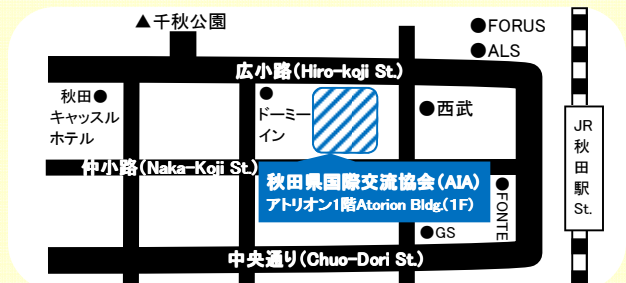 ▲千秋公園
●FORUS
●ALS
広小路(Hiro-koji St.)
秋田●
キャッスル
ホテル
●
ドーミー
イン
●西武
JR
秋
田
駅
St.
仲小路(Naka-Koji St.)
秋田県国際交流協会(AIA)
アトリオン1階Atorion Bldg.(1F)
●FONTE
●GS
中央通り(Chuo-Dori St.)